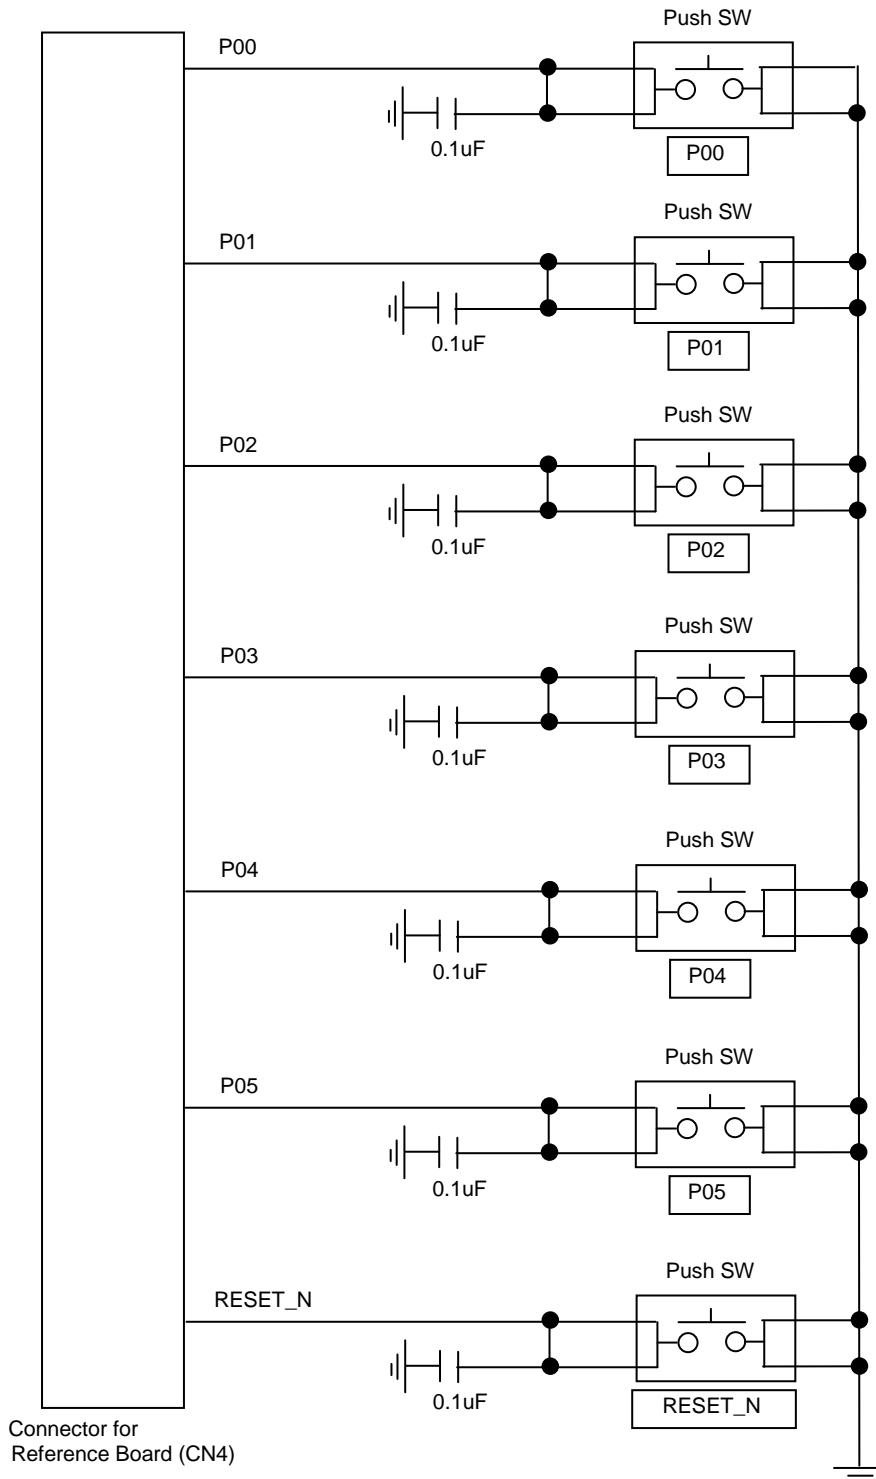 Push SW
P00
0.1uF
P00
Push SW
P01
0.1uF
P01
Push SW
P02
0.1uF
P02
Push SW
P03
0.1uF
P03
Push SW
P04
0.1uF
P04
Push SW
P05
0.1uF
P05
Push SW
RESET_N
0.1uF
RESET_N
Connector for
Reference Board (CN4)